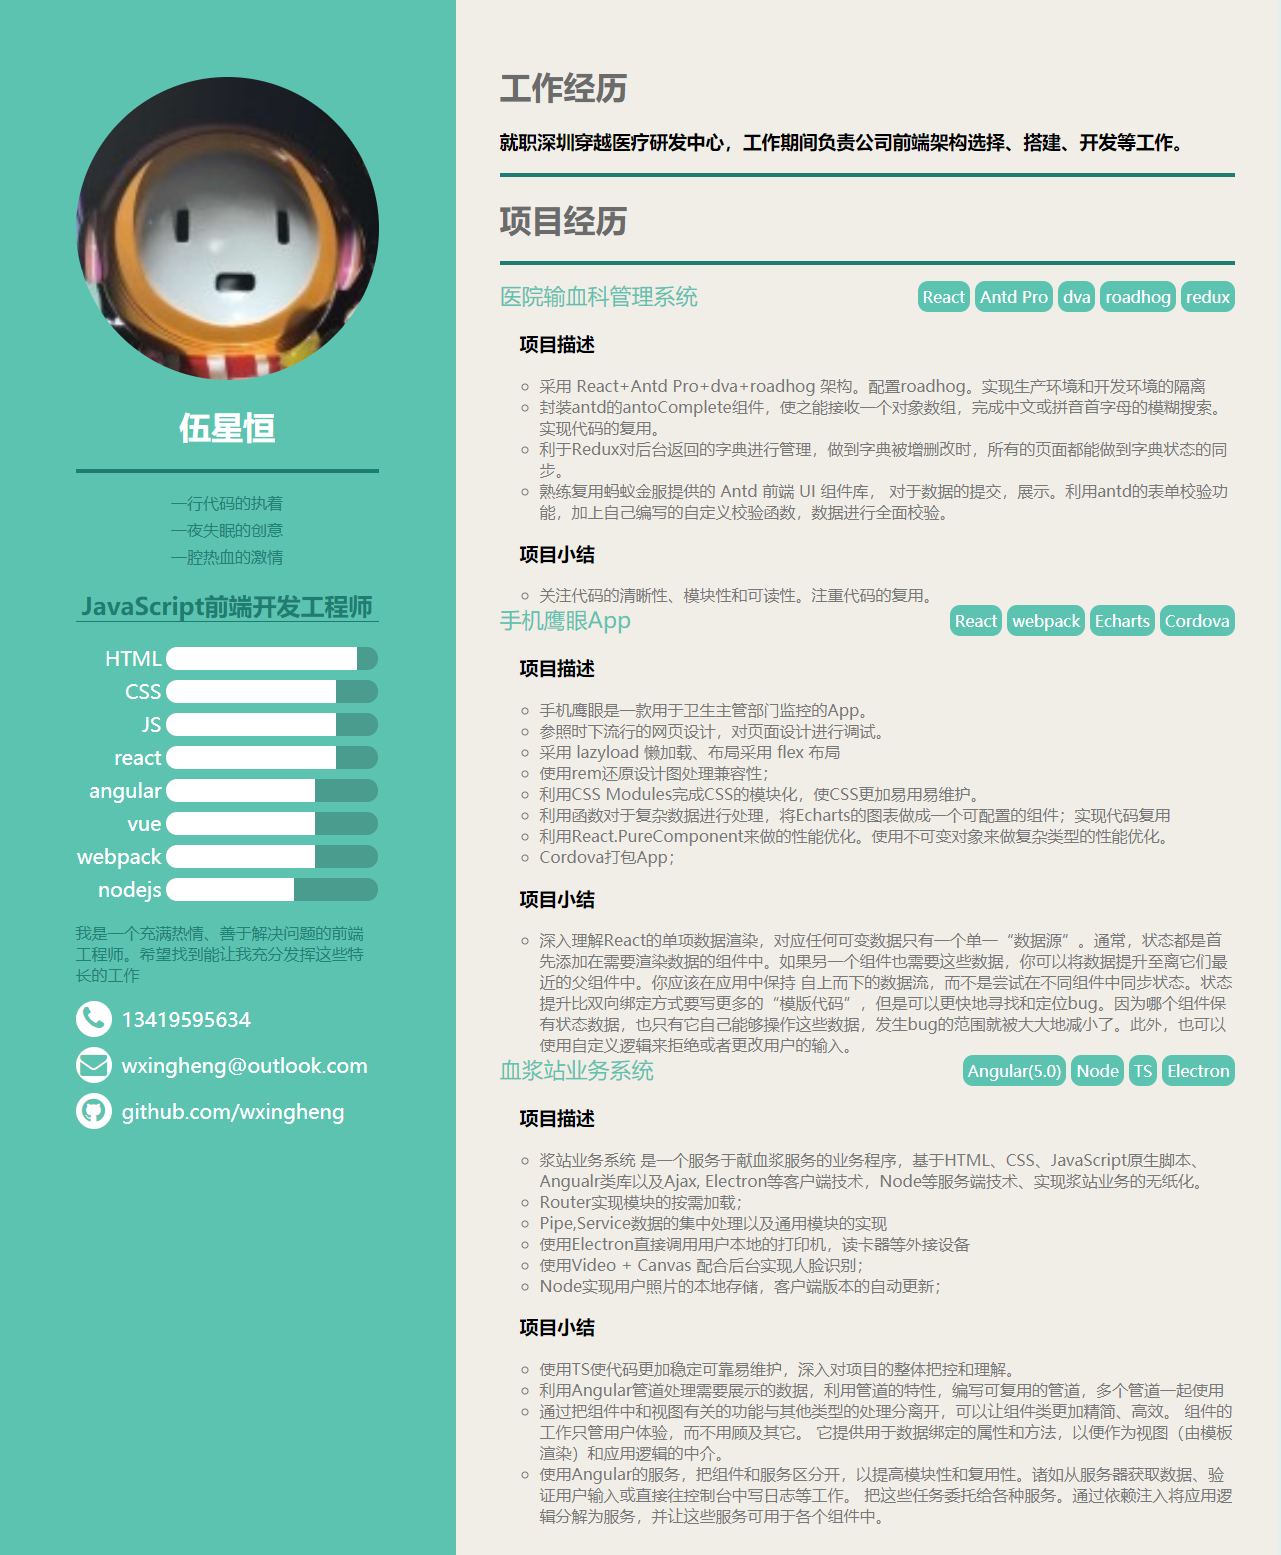 伍星恒
一行代码的执着
一夜失眠的创意
一腔热血的激情
JavaScript前端开发工程师
HTML
CSS
JS
react
angular
vue
webpack
nodejs
我是一个充满热情、善于解决问题的前端
工程师。希望找到能让我充分发挥这些特
长的工作
13419595634
wxingheng@outlook.com
github.com/wxingheng
工作经历
就职深圳穿越医疗研发中心，工作期间负责公司前端架构选择、搭建、开发等工作。
项目经历
医院输血科管理系统 React Antd Pro dva roadhog redux
项目描述
采用 React+Antd Pro+dva+roadhog 架构。配置roadhog。实现生产环境和开发环境的隔离
封装antd的antoComplete组件，使之能接收一个对象数组，完成中文或拼音首字母的模糊搜索。
实现代码的复用。
利于Redux对后台返回的字典进行管理，做到字典被增删改时，所有的页面都能做到字典状态的同
步。
熟练复用蚂蚁金服提供的 Antd 前端 UI 组件库， 对于数据的提交，展示。利用antd的表单校验功
能，加上自己编写的自定义校验函数，数据进行全面校验。
项目小结
关注代码的清晰性、模块性和可读性。注重代码的复用。
手机鹰眼App React webpack Echarts Cordova
项目描述
手机鹰眼是一款用于卫生主管部门监控的App。
参照时下流行的网页设计，对页面设计进行调试。
采用 lazyload 懒加载、布局采用 flex 布局
使用rem还原设计图处理兼容性；
利用CSS Modules完成CSS的模块化，使CSS更加易用易维护。
利用函数对于复杂数据进行处理，将Echarts的图表做成一个可配置的组件；实现代码复用
利用React.PureComponent来做的性能优化。使用不可变对象来做复杂类型的性能优化。
Cordova打包App；
项目小结
深入理解React的单项数据渲染，对应任何可变数据只有一个单一“数据源”。通常，状态都是首
先添加在需要渲染数据的组件中。如果另一个组件也需要这些数据，你可以将数据提升至离它们最
近的父组件中。你应该在应用中保持 自上而下的数据流，而不是尝试在不同组件中同步状态。状态
提升比双向绑定方式要写更多的“模版代码”，但是可以更快地寻找和定位bug。因为哪个组件保
有状态数据，也只有它自己能够操作这些数据，发生bug的范围就被大大地减小了。此外，也可以
使用自定义逻辑来拒绝或者更改用户的输入。
血浆站业务系统 Angular(5.0) Node TS Electron
项目描述
浆站业务系统 是一个服务于献血浆服务的业务程序，基于HTML、CSS、JavaScript原生脚本、
Angualr类库以及Ajax, Electron等客户端技术，Node等服务端技术、实现浆站业务的无纸化。
Router实现模块的按需加载；
Pipe,Service数据的集中处理以及通用模块的实现
使用Electron直接调用用户本地的打印机，读卡器等外接设备
使用Video + Canvas 配合后台实现人脸识别；
Node实现用户照片的本地存储，客户端版本的自动更新；
项目小结
使用TS使代码更加稳定可靠易维护，深入对项目的整体把控和理解。
利用Angular管道处理需要展示的数据，利用管道的特性，编写可复用的管道，多个管道一起使用
通过把组件中和视图有关的功能与其他类型的处理分离开，可以让组件类更加精简、高效。 组件的
工作只管用户体验，而不用顾及其它。 它提供用于数据绑定的属性和方法，以便作为视图（由模板
渲染）和应用逻辑的中介。
使用Angular的服务，把组件和服务区分开，以提高模块性和复用性。诸如从服务器获取数据、验
证用户输入或直接往控制台中写日志等工作。 把这些任务委托给各种服务。通过依赖注入将应用逻
辑分解为服务，并让这些服务可用于各个组件中。